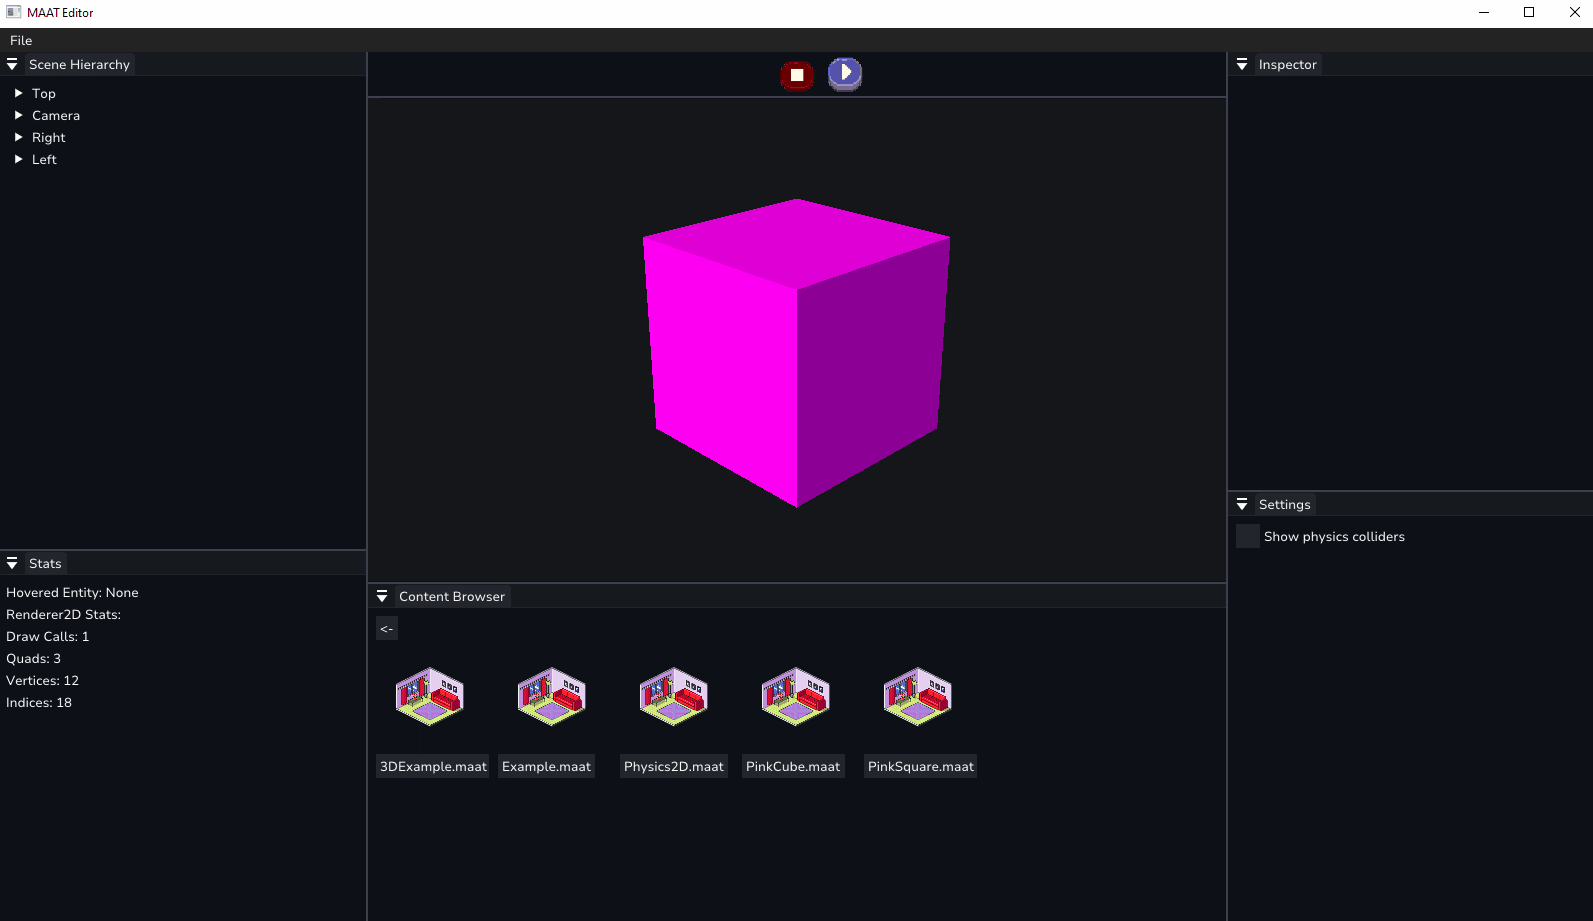 MAAT Editor
File
Scene Hierarchy
Top
Camera
Right
Left
Inspector
Stats
Hovered Entity: None
Renderer2D Stats:
Draw Calls: 1
Quads: 3
Vertices: 12
Indices: 18
Content Browser
<-
3DExample.maat
Example.maat
Physics2D.maat
PinkCube.maat
PinkSquare.maat
Settings
Show physics colliders